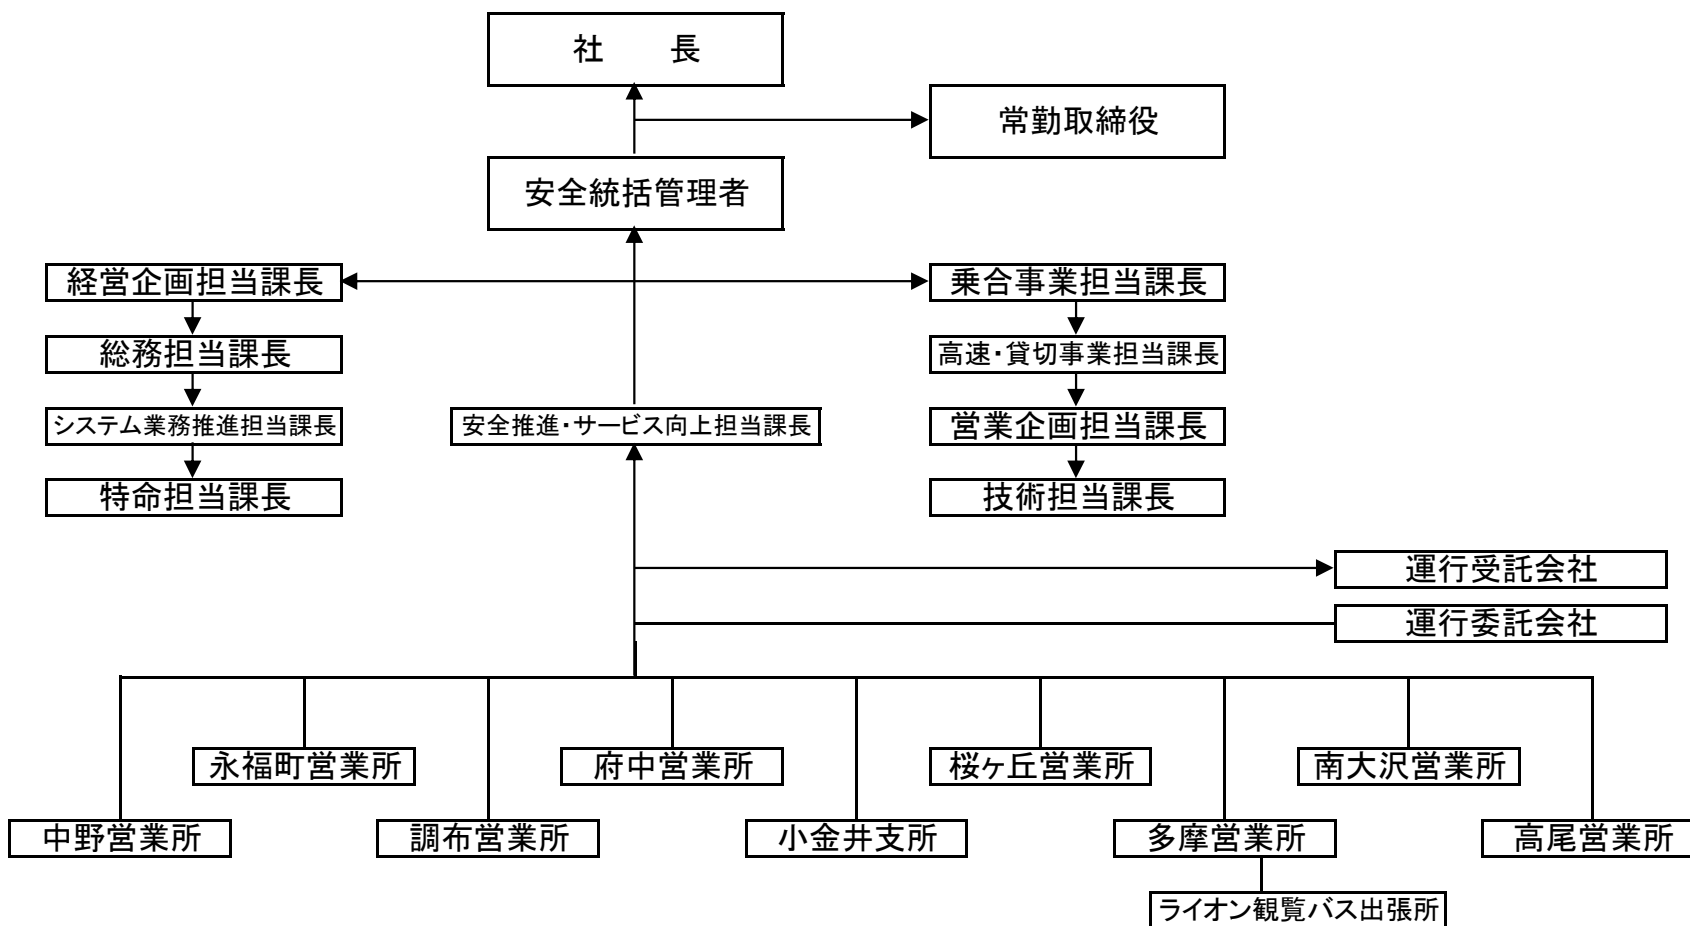 社　　長
常勤取締役
安全統括管理者
経営企画担当課長
乗合事業担当課長
総務担当課長
高速・貸切事業担当課長
システム業務推進担当課長
安全推進・サービス向上担当課長
営業企画担当課長
特命担当課長
技術担当課長
運行受託会社
運行委託会社
永福町営業所
府中営業所
桜ヶ丘営業所
南大沢営業所
中野営業所
調布営業所
小金井支所
多摩営業所
高尾営業所
ライオン観覧バス出張所